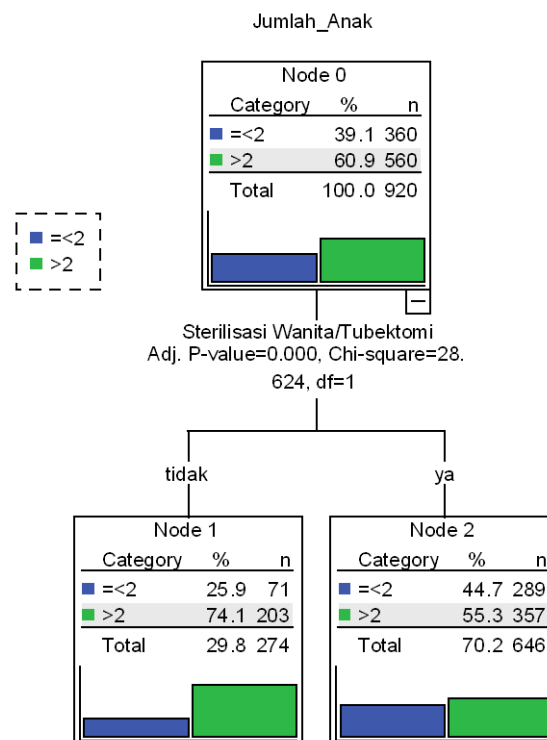 Jumlah_Anak
Node 0
Category % n
=<2 39.1 360
>2 60.9 560
Total 100.0 920
=<2
>2
Sterilisasi Wanita/Tubektomi
Adj. P-value=0.000, Chi-square=28.
624, df=1
tidak
ya
Node 1
Category % n
=<2 25.9 71
>2 74.1 203
Total 29.8 274
Node 2
Category % n
=<2 44.7 289
>2 55.3 357
Total 70.2 646